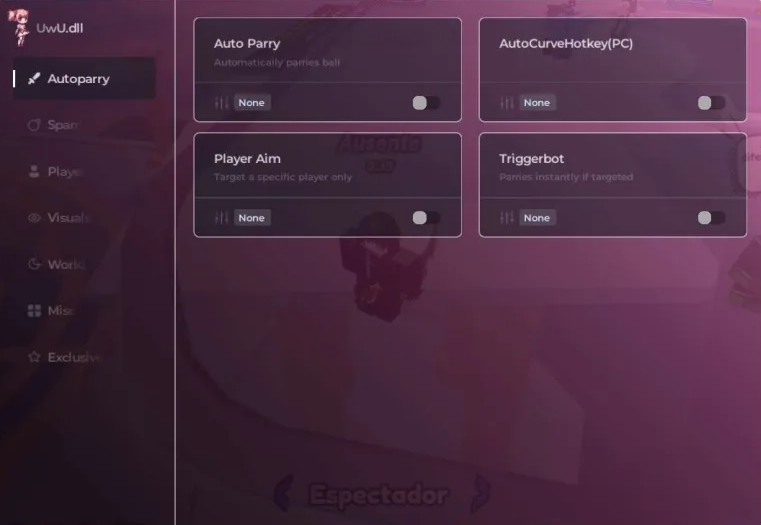 UwU.dll
Autoparry
Spam
Player
Visuals
World
Misc
Exclusive
Auto Parry
Automatically parries ball
None
AutoCurveHotkey(PC)
None
Player Aim
Target a specific player only
None
Triggerbot
Parries instantly if targeted
None
Ausente
Espectador